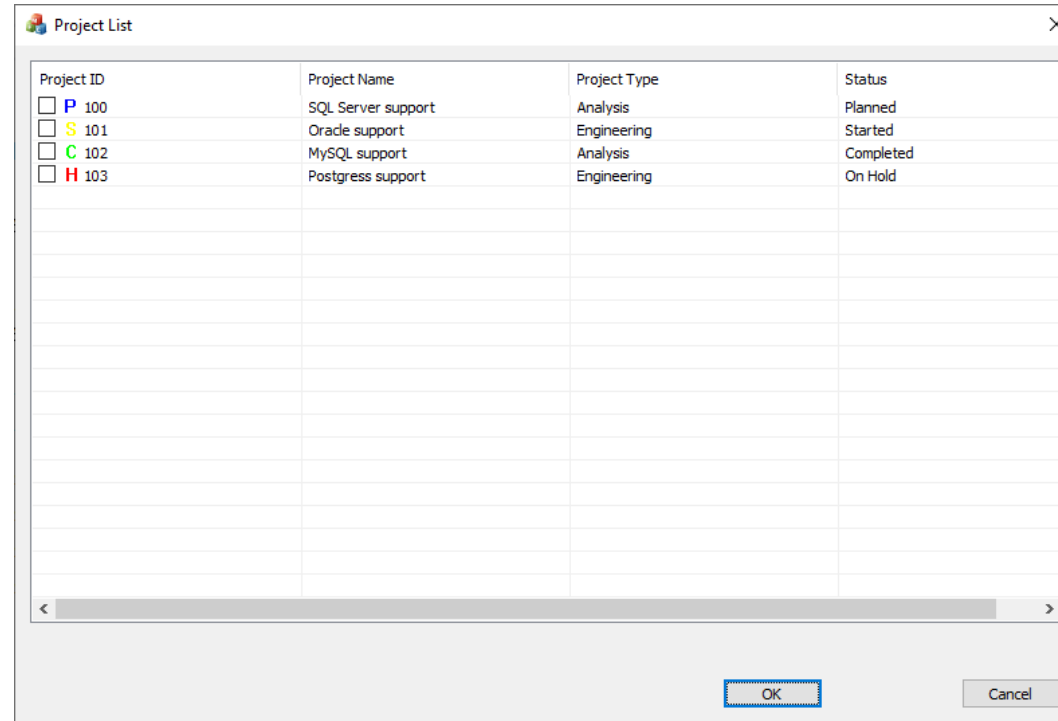 Project List
Project ID Project Name Project Type Status
P 100 SQL Server support Analysis Planned
S 101 Oracle support Engineering Started
C 102 MySQL support Analysis Completed
H 103 Postgress support Engineering On Hold
OK Cancel